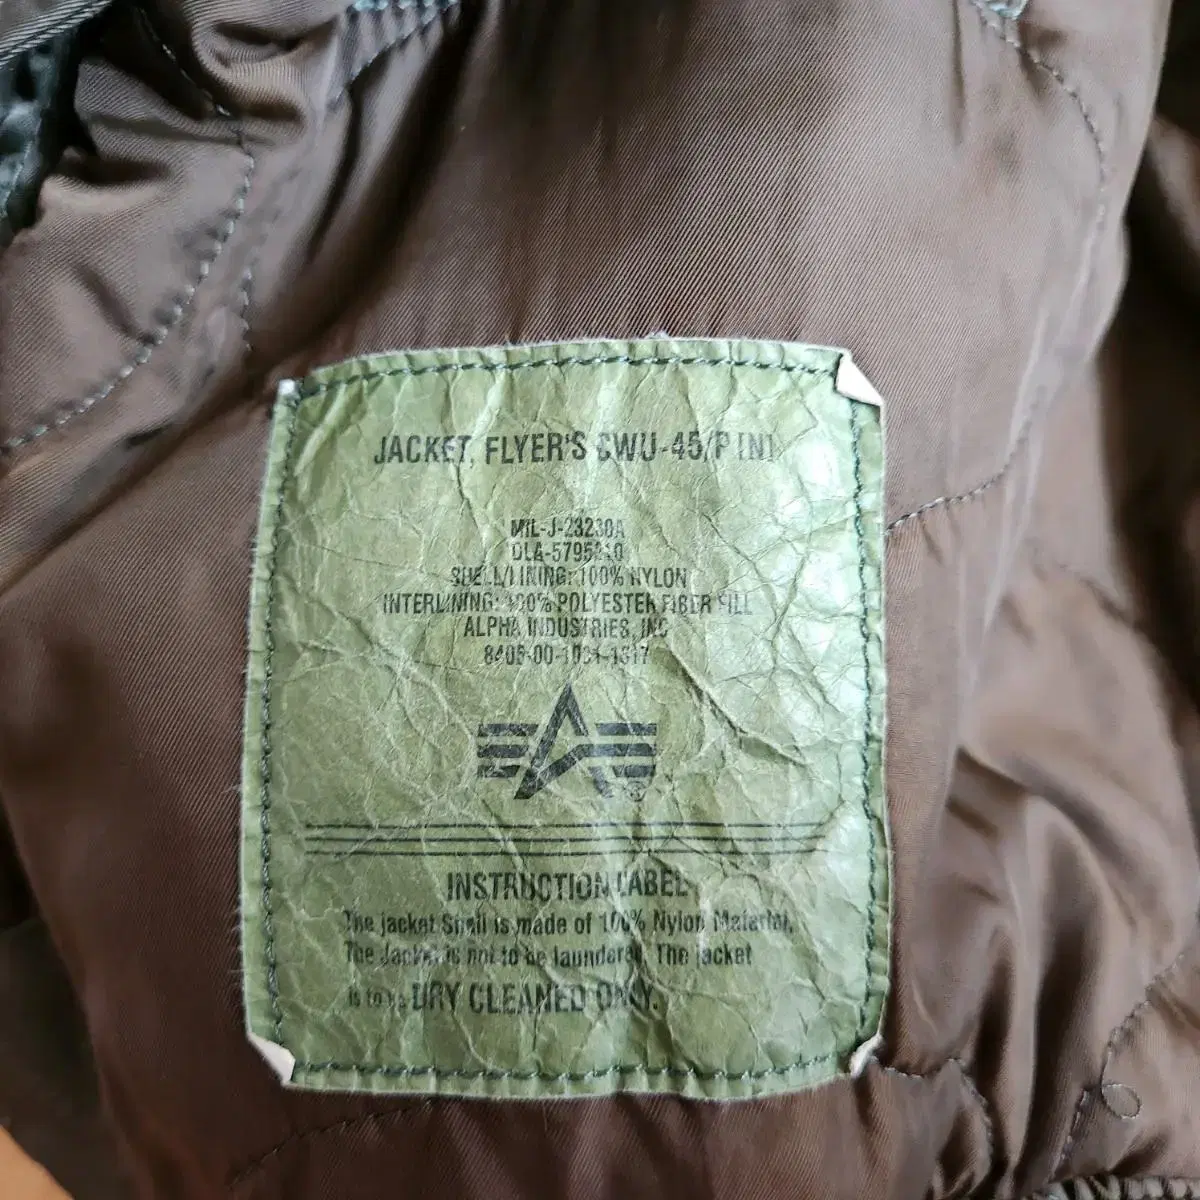 JACKET, FLYER'S CWU-45/P [N]
MIL-J-23230A
SHELL/LINING: 100% NYLON
INTERLINING: 100% POLYESTER FIBER FILL
ALPHA INDUSTRIES, INC
INSTRUCTION LABEL
The jacket Shell is made of 100% Nylon Material,
The Jacket is not to be laundered, The jacket
is to be DRY CLEANED ONLY.